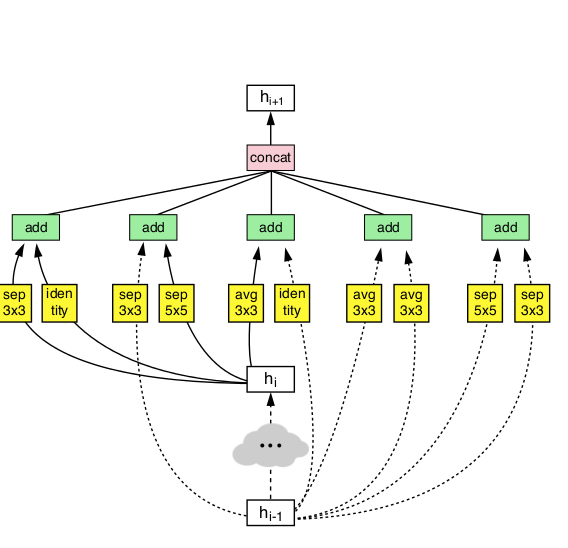 h_{i+1}
concat
add add add add add
sep iden sep sep avg iden avg avg sep sep
3x3 tity 3x3 5x5 3x3 tity 3x3 3x3 5x5 3x3
h_i
...
h_{i-1}